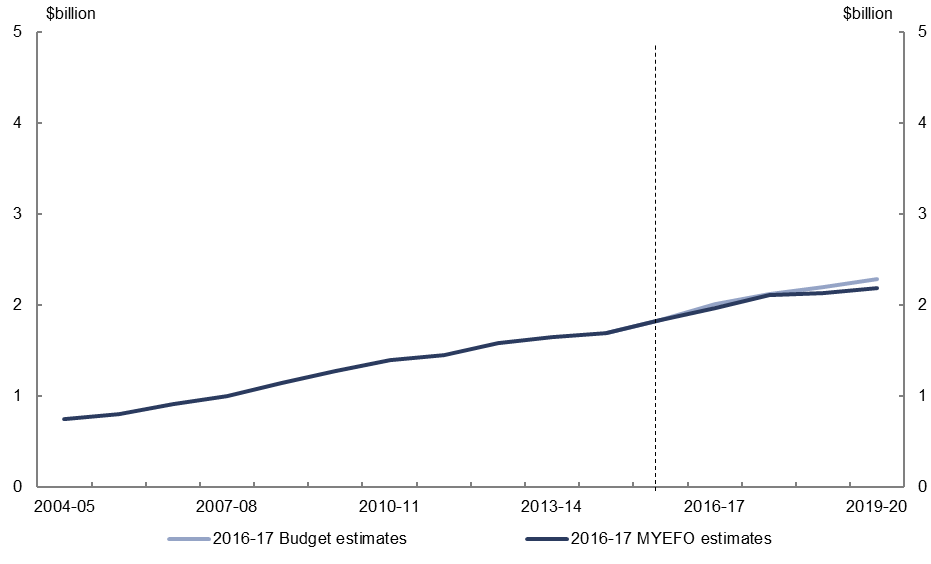 $billion $billion
5 5
4 4
3 3
2 2
1 1
0 0
2004-05 2007-08 2010-11 2013-14 2016-17 2019-20
2016-17 Budget estimates 2016-17 MYEFO estimates